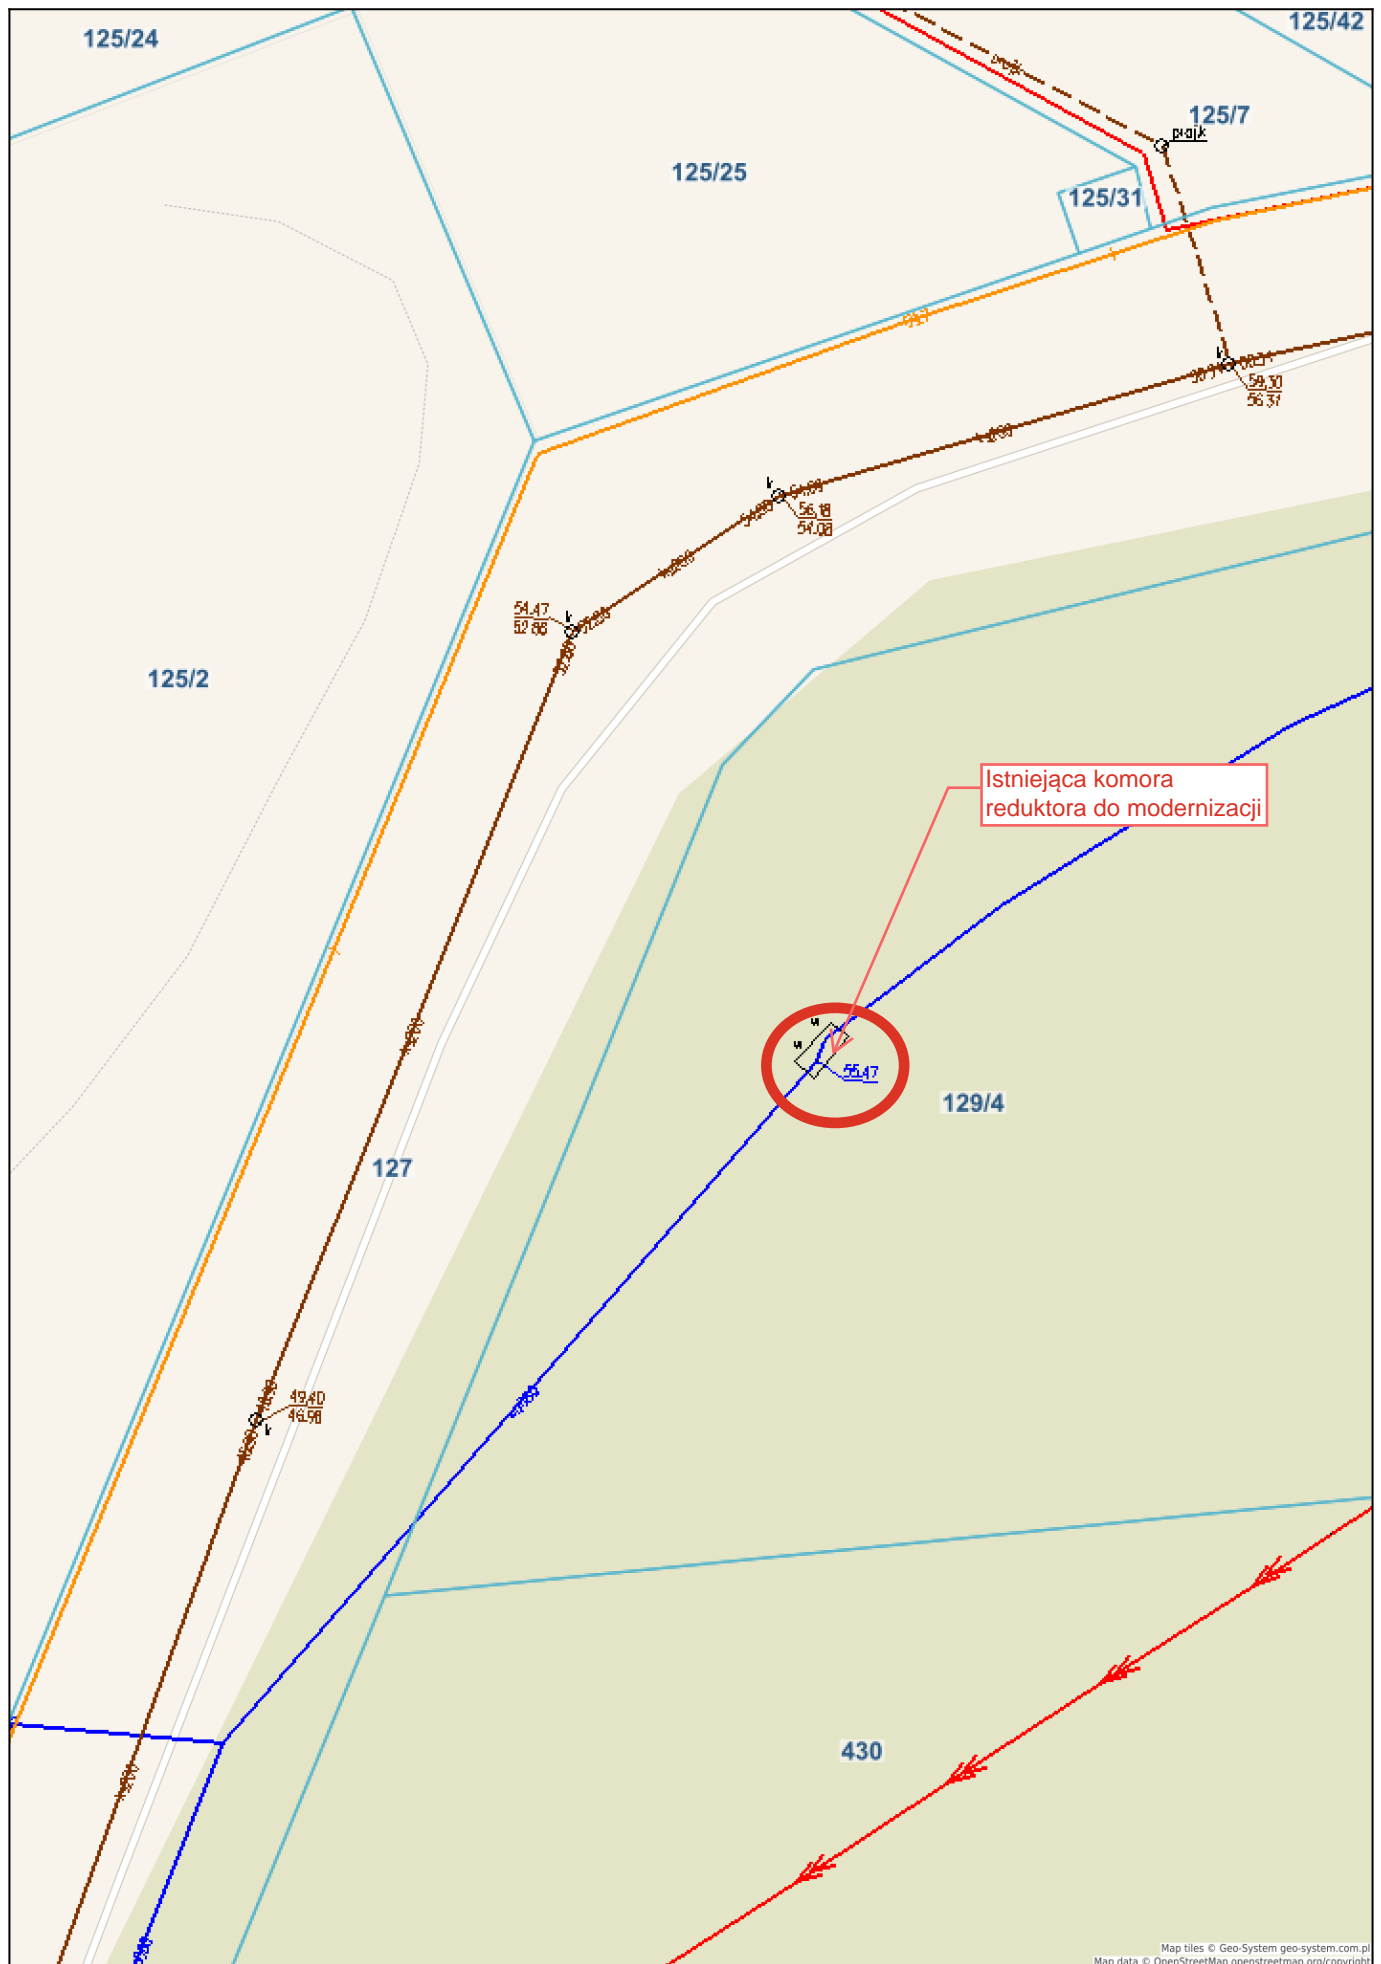 125/24
125/42
125/7
projk
125/25
125/31
k
59.30
56.37
k
56.18
54.08
54.47
52.88
k
125/2
Istniejąca komora
reduktora do modernizacji
55.47
129/4
127
49.40
46.98
k
430
Map tiles © Geo-System geo-system.com.pl
Map data © OpenStreetMap openstreetmap.org/copyright